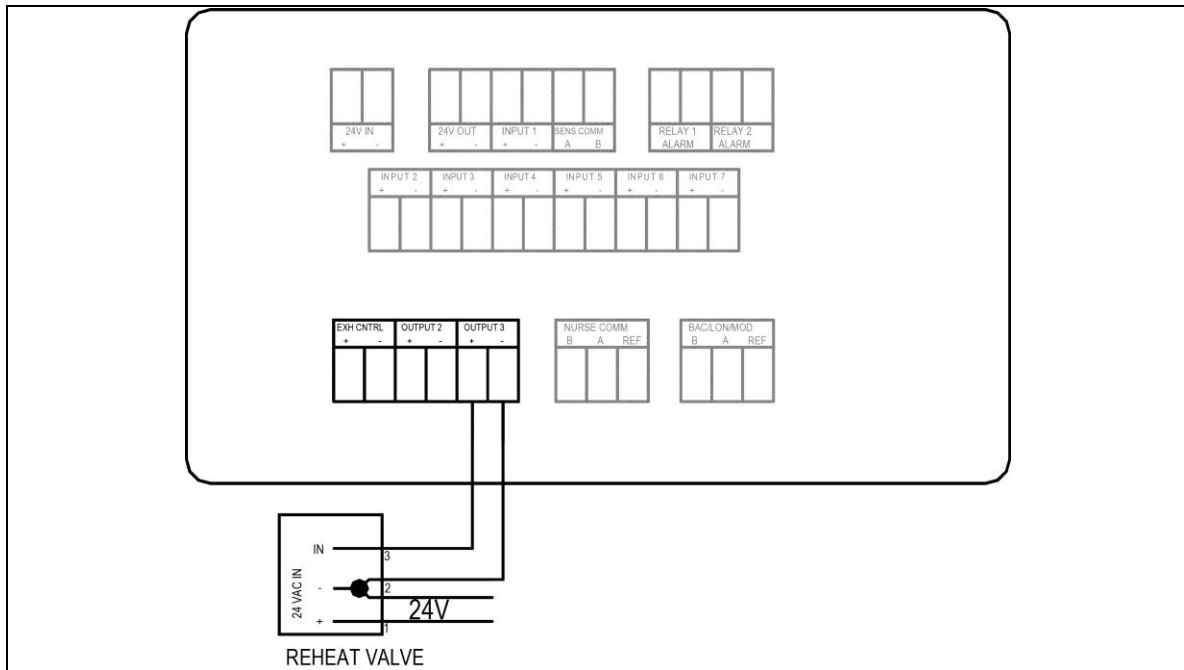 24V IN
+ -
24V OUT INPUT 1 SENS COMM
+ - + - A B
RELAY 1 RELAY 2
ALARM ALARM
INPUT 2 INPUT 3 INPUT 4 INPUT 5 INPUT 6 INPUT 7
+ - + - + - + - + - + -
EXH CNTRL OUTPUT 2 OUTPUT 3
+ - + - + -
NURSE COMM
B A REF
BAC/LON/MOD
B A REF
24 VAC IN
IN 3
- 2
24V
+ 1
REHEAT VALVE